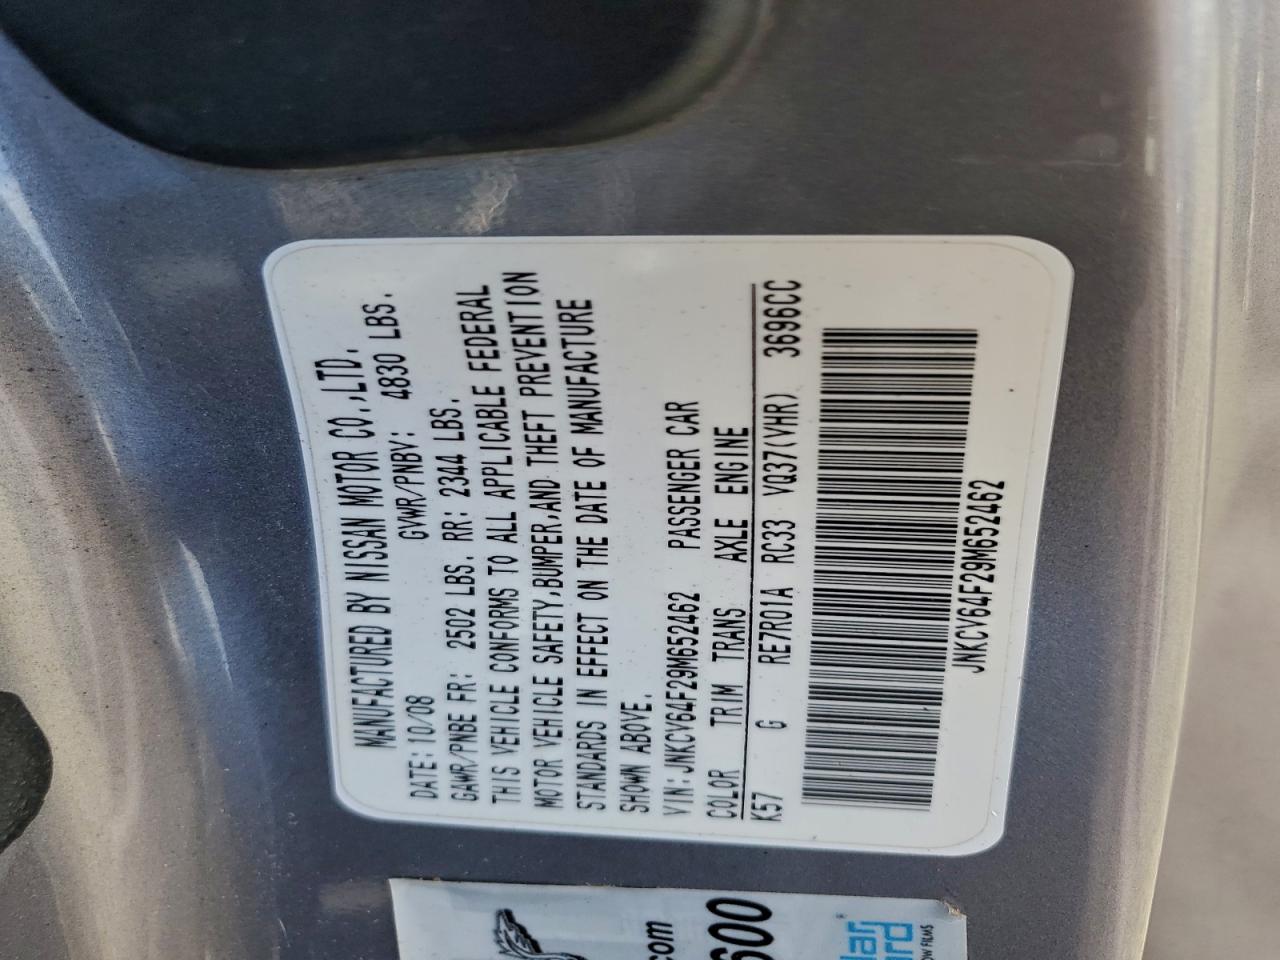 MANUFACTURED BY NISSAN MOTOR CO.,LTD.
DATE:10/08 GVWR/PNBV: 4830 LBS.
GAWR/PNBE FR: 2502 LBS. RR: 2344 LBS.
THIS VEHICLE CONFORMS TO ALL APPLICABLE FEDERAL
MOTOR VEHICLE SAFETY,BUMPER,AND THEFT PREVENTION
STANDARDS IN EFFECT ON THE DATE OF MANUFACTURE
SHOWN ABOVE.
VIN:JNKCV64F29M652462 PASSENGER CAR
COLOR TRIM TRANS AXLE ENGINE
K57 G RE7R01A RC33 VQ37(VHR) 3696CC
JNKCV64F29M652462
.com
600